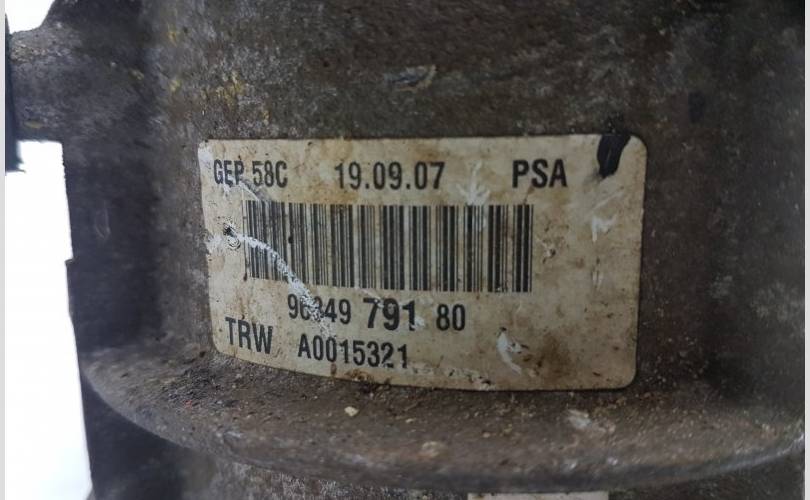 GEP 58C 19.09.07 PSA
791 80
TRW A0015321